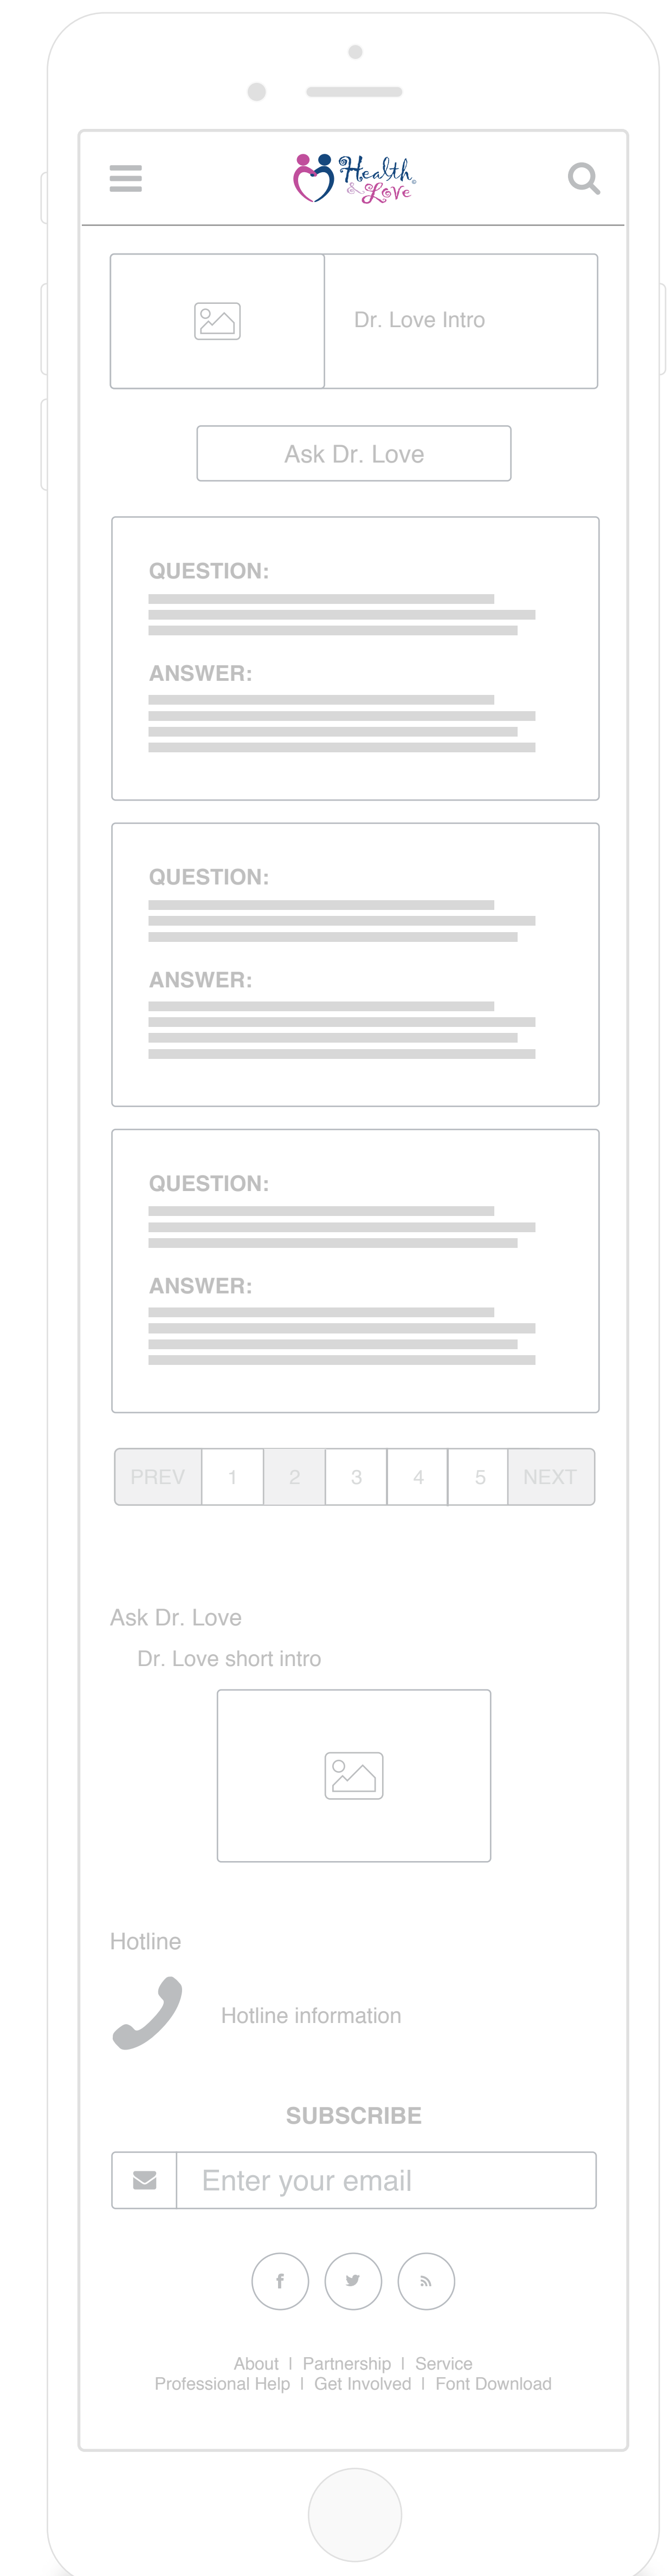 Health
& Love
Dr. Love Intro
Ask Dr. Love
QUESTION:
ANSWER:
QUESTION:
ANSWER:
QUESTION:
ANSWER:
PREV 1 2 3 4 5 NEXT
Ask Dr. Love
Dr. Love short intro
Hotline
Hotline information
SUBSCRIBE
Enter your email
About | Partnership | Service
Professional Help | Get Involved | Font Download